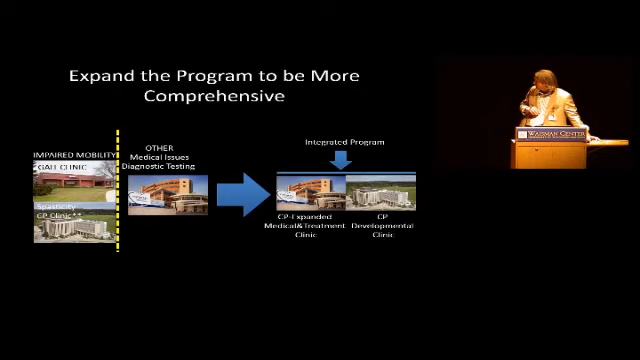 Expand the Program to be More
Comprehensive
IMPAIRED MOBILITY
GAIT CLINIC
Spasticity
CP Clinic**
OTHER
Medical Issues
Diagnostic Testing
Integrated Program
CP-Expanded
Medical&Treatment
Clinic
CP
Developmental
Clinic
WAISMAN CENTER